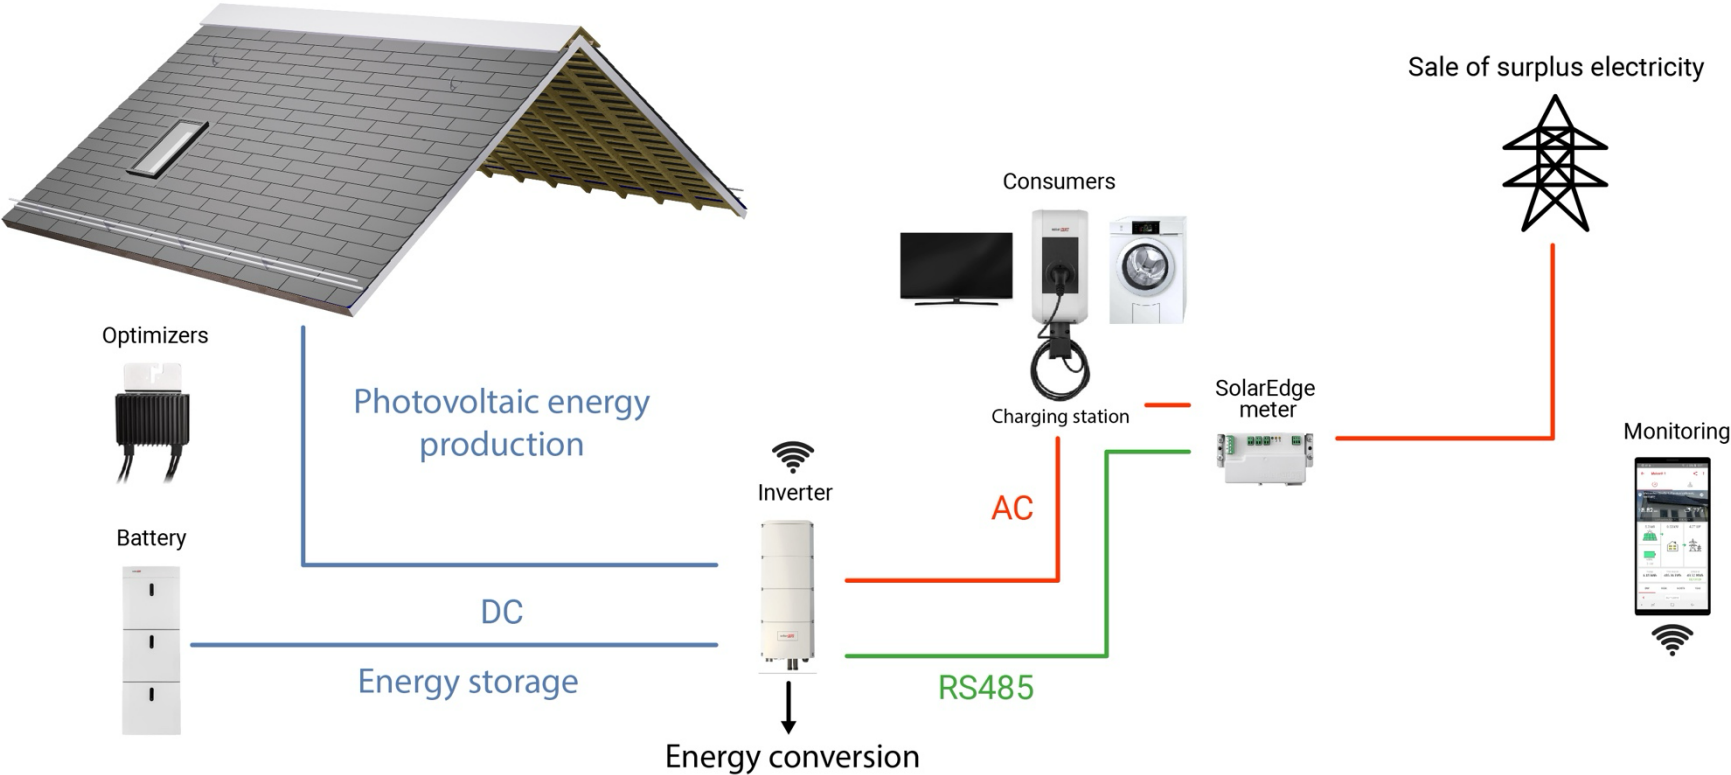 Sale of surplus electricity
Consumers
Optimizers
SolarEdge
meter
Photovoltaic energy
production
Charging station
Monitoring
Inverter
AC
Battery
DC
Energy storage
RS485
Energy conversion